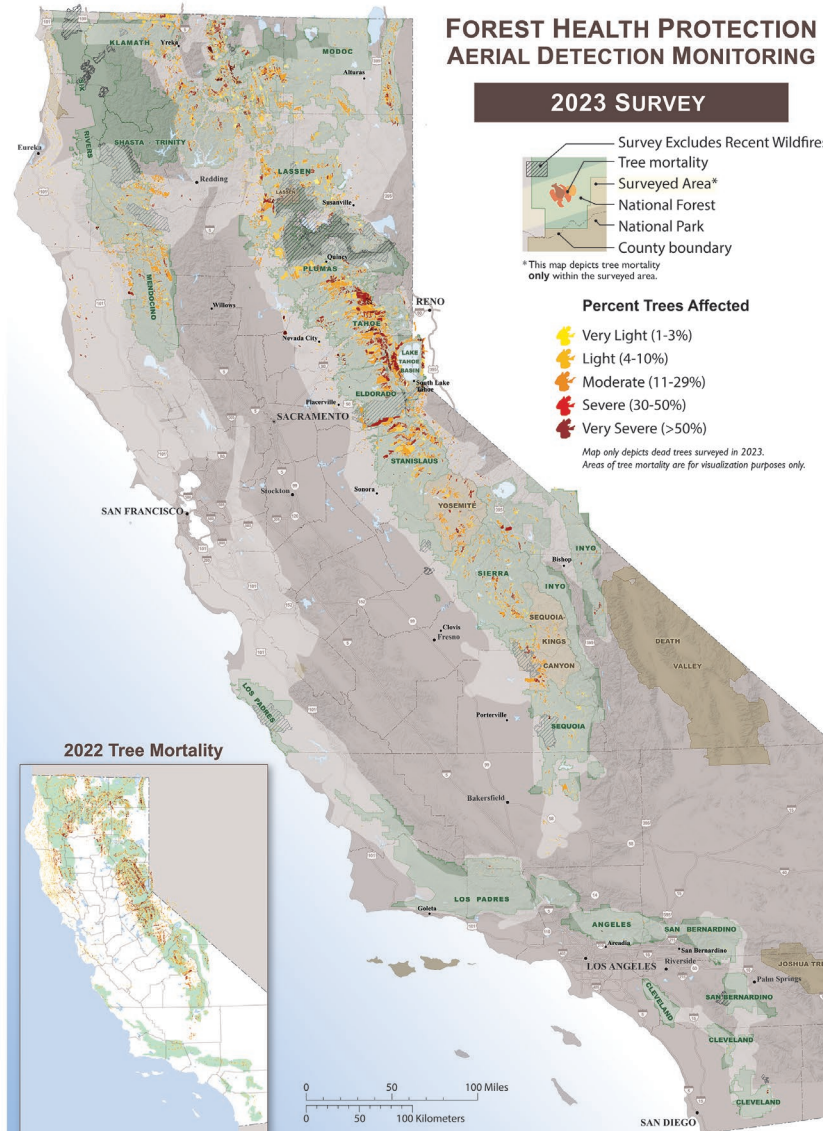 FOREST HEALTH PROTECTION
AERIAL DETECTION MONITORING
2023 SURVEY
Survey Excludes Recent Wildfire
Tree mortality
Surveyed Area*
National Forest
National Park
County boundary
* This map depicts tree mortality
only within the surveyed area.
Percent Trees Affected
Very Light (1-3%)
Light (4-10%)
Moderate (11-29%)
Severe (30-50%)
Very Severe (>50%)
Map only depicts dead trees surveyed in 2023.
Areas of tree mortality are for visualization purposes only.
KLAMATH
Yreka
MODOC
Alturas
SIX
RIVERS
SHASTA TRINITY
Eureka
Redding
LASSEN
LASSEN
Susanville
Quincy
PLUMAS
MENDOCINO
Willows
TAHOE
RENO
Nevada City
LAKE
TAHOE
BASIN
South Lake
Tahoe
ELDORADO
Placerville
SACRAMENTO
STANISLAUS
Sonora
Stockton
SAN FRANCISCO
YOSEMITE
INYO
Bishop
SIERRA
INYO
SEQUOIA
KINGS
CANYON
Clovis
Fresno
DEATH
VALLEY
LOS PADRES
Porterville
SEQUOIA
Bakersfield
LOS PADRES
Goleta
ANGELES
SAN BERNARDINO
Arcadia
San Bernardino
LOS ANGELES
Riverside
JOSHUA TRE
Palm Springs
SAN BERNARDINO
CLEVELAND
CLEVELAND
CLEVELAND
SAN DIEGO
2022 Tree Mortality
0 50 100 Miles
0 50 100 Kilometers